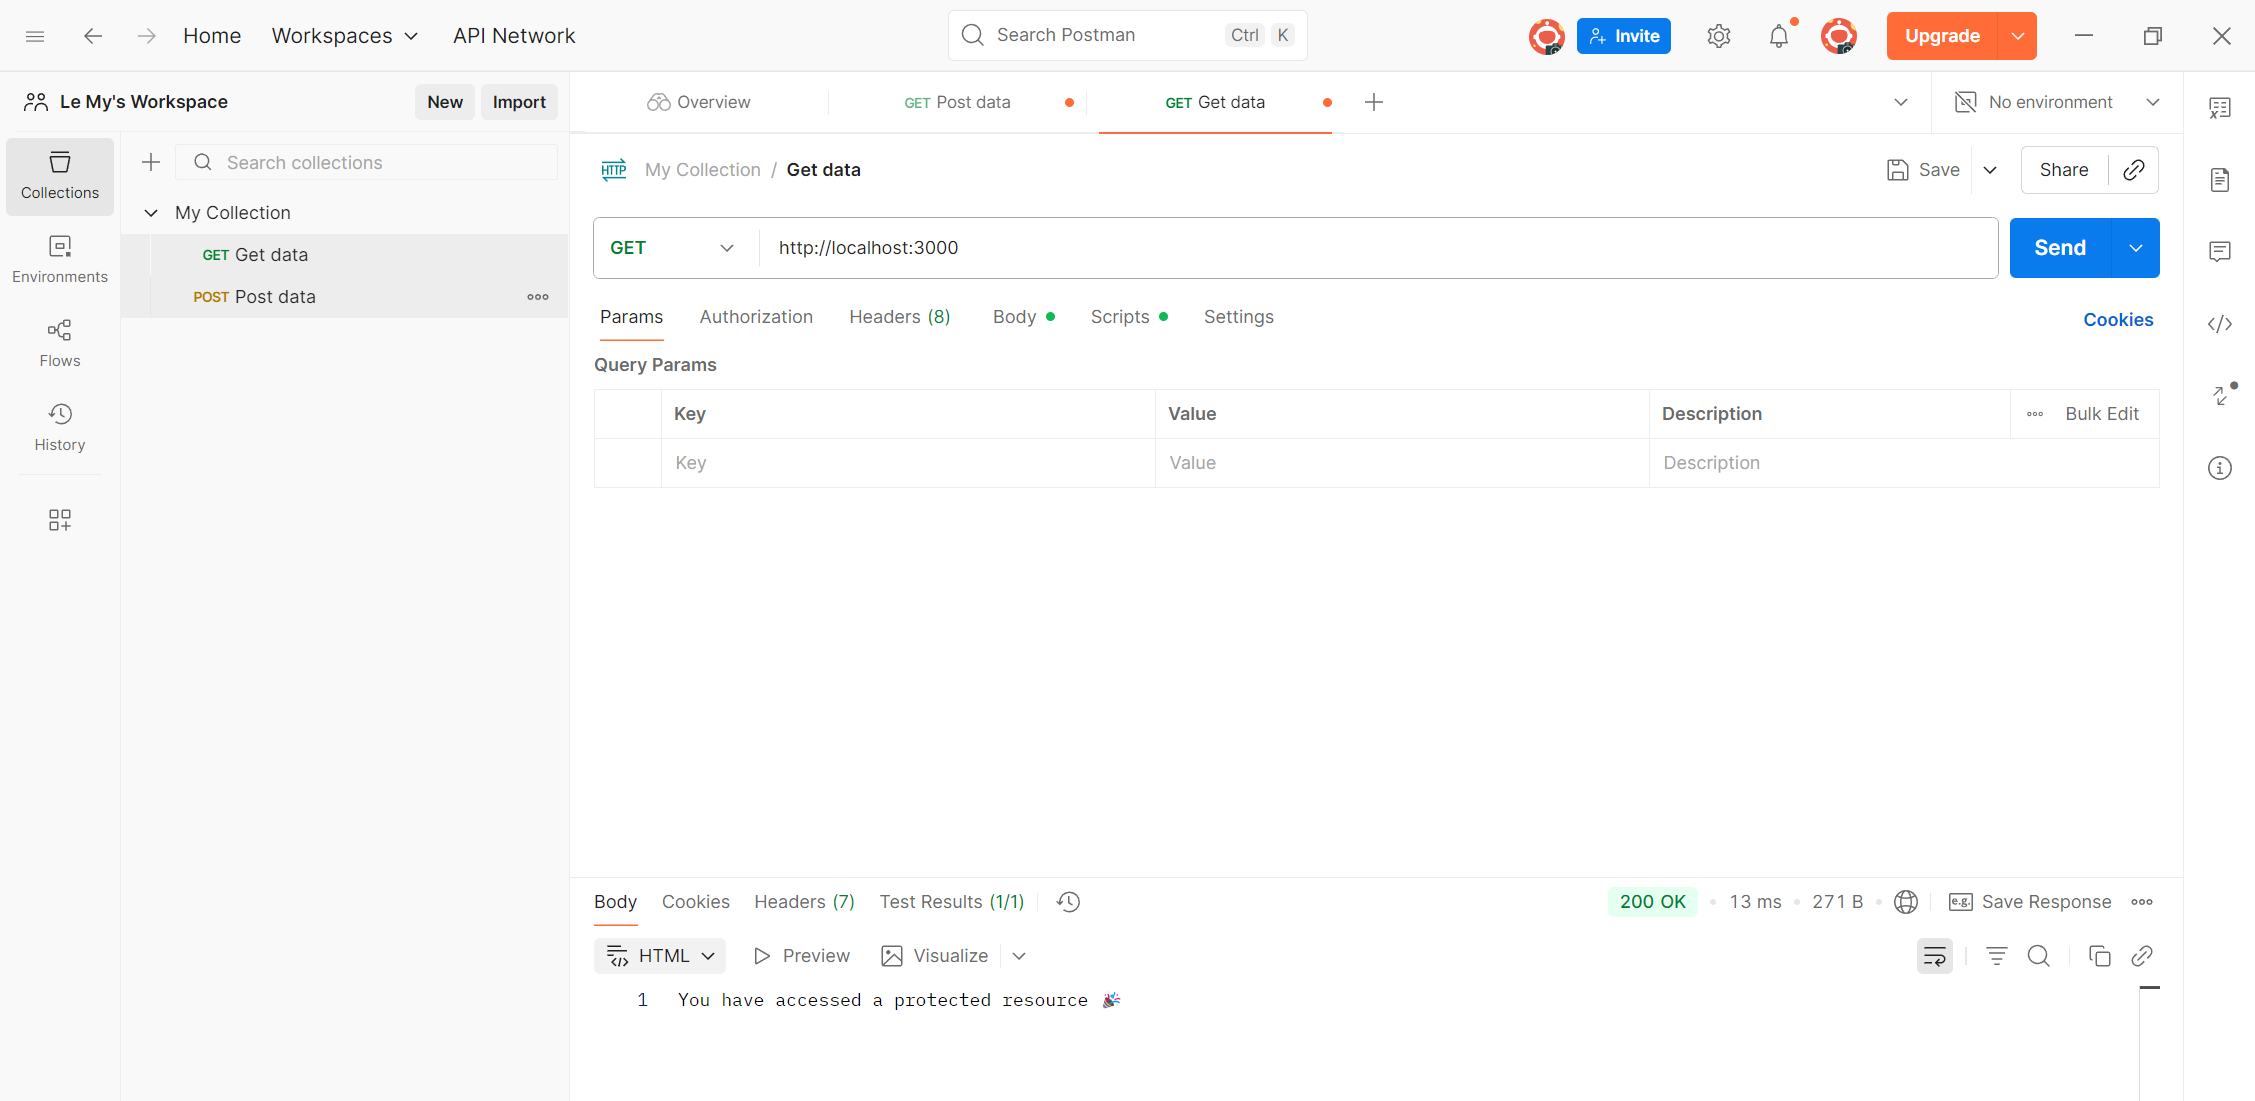 Home Workspaces API Network Search Postman Ctrl K Invite Upgrade
Le My's Workspace New Import
Overview GET Post data GET Get data No environment
Collections
Environments
Flows
History
Search collections
My Collection
GET Get data
POST Post data
HTTP My Collection / Get data Save Share
GET http://localhost:3000 Send
Params Authorization Headers (8) Body Scripts Settings Cookies
Query Params
Key Value Description Bulk Edit
Key Value Description
Body Cookies Headers (7) Test Results (1/1) 200 OK 13 ms 271 B e.g. Save Response
HTML Preview Visualize
1 You have accessed a protected resource 🎉